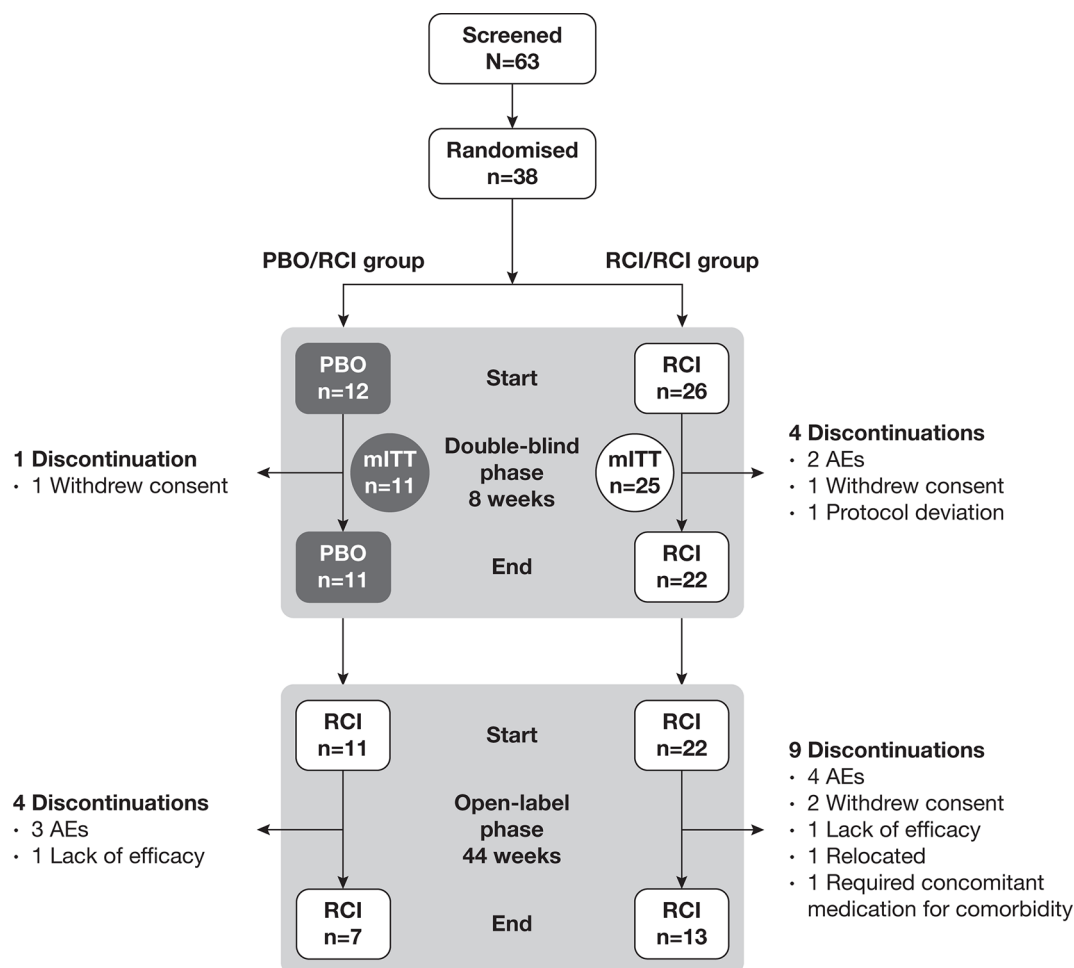 Screened
N=63
Randomised
n=38
PBO/RCI group
RCI/RCI group
PBO
n=12
Start
RCI
n=26
1 Discontinuation
· 1 Withdrew consent
mITT
n=11
Double-blind
phase
8 weeks
mITT
n=25
4 Discontinuations
· 2 AEs
· 1 Withdrew consent
· 1 Protocol deviation
PBO
n=11
End
RCI
n=22
RCI
n=11
Start
RCI
n=22
4 Discontinuations
· 3 AEs
· 1 Lack of efficacy
Open-label
phase
44 weeks
9 Discontinuations
· 4 AEs
· 2 Withdrew consent
· 1 Lack of efficacy
· 1 Relocated
· 1 Required concomitant
medication for comorbidity
RCI
n=7
End
RCI
n=13